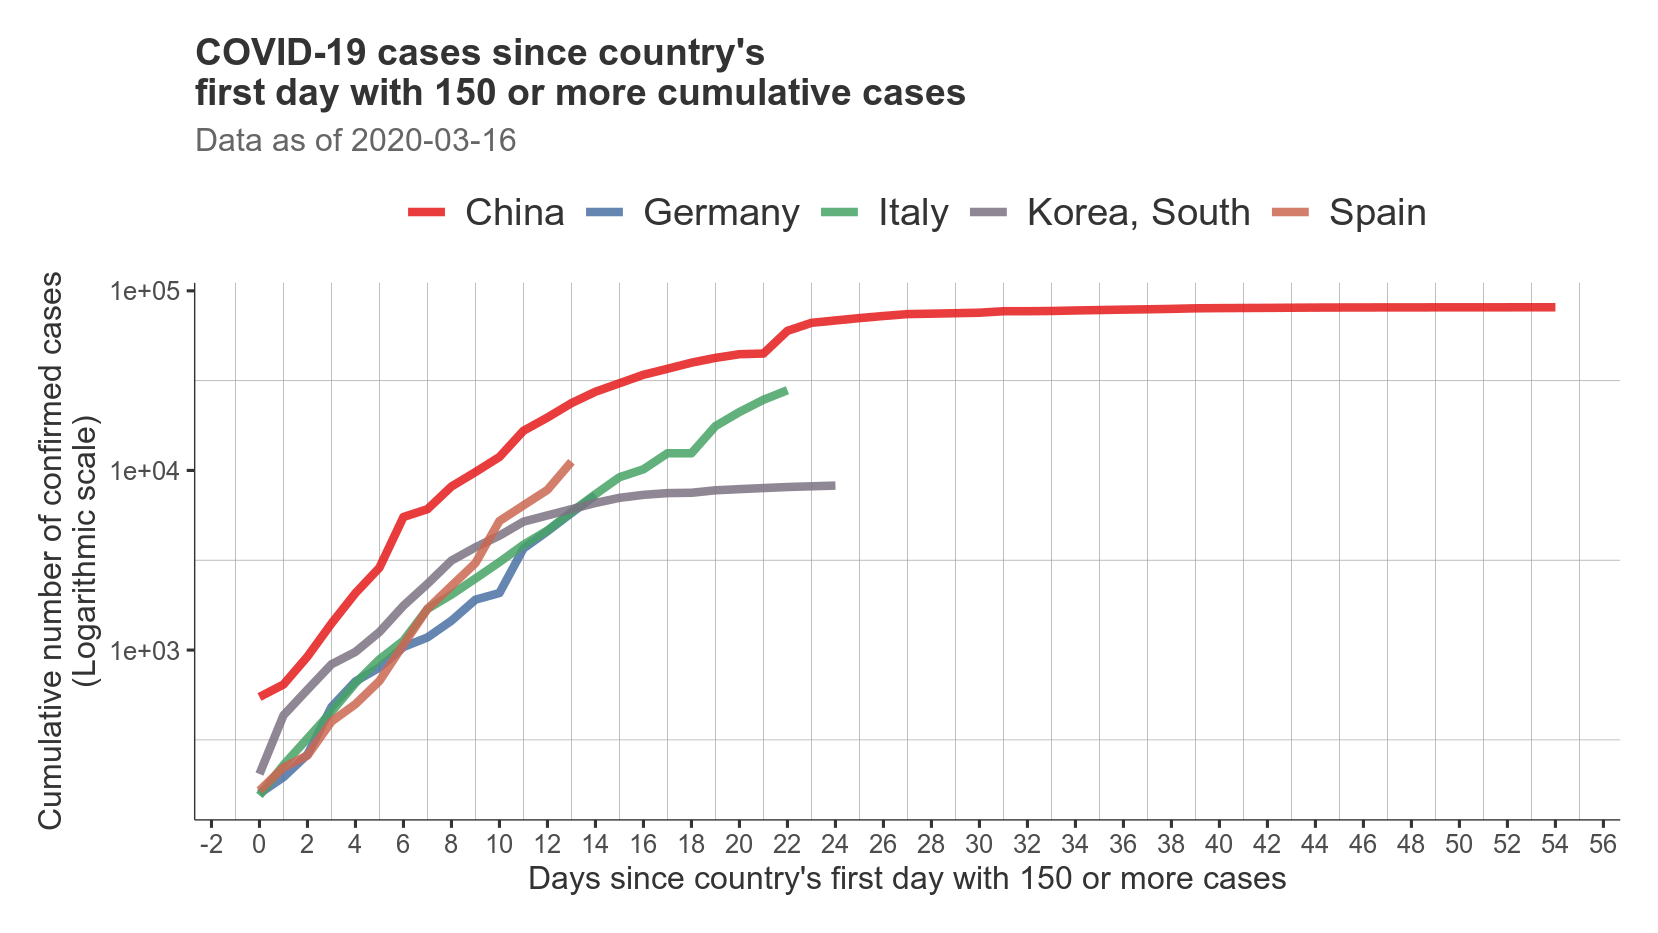 COVID-19 cases since country's
first day with 150 or more cumulative cases
Data as of 2020-03-16
China Germany Italy Korea, South Spain
Cumulative number of confirmed cases
(Logarithmic scale)
1e+05
1e+04
1e+03
-2 0 2 4 6 8 10 12 14 16 18 20 22 24 26 28 30 32 34 36 38 40 42 44 46 48 50 52 54 56
Days since country's first day with 150 or more cases